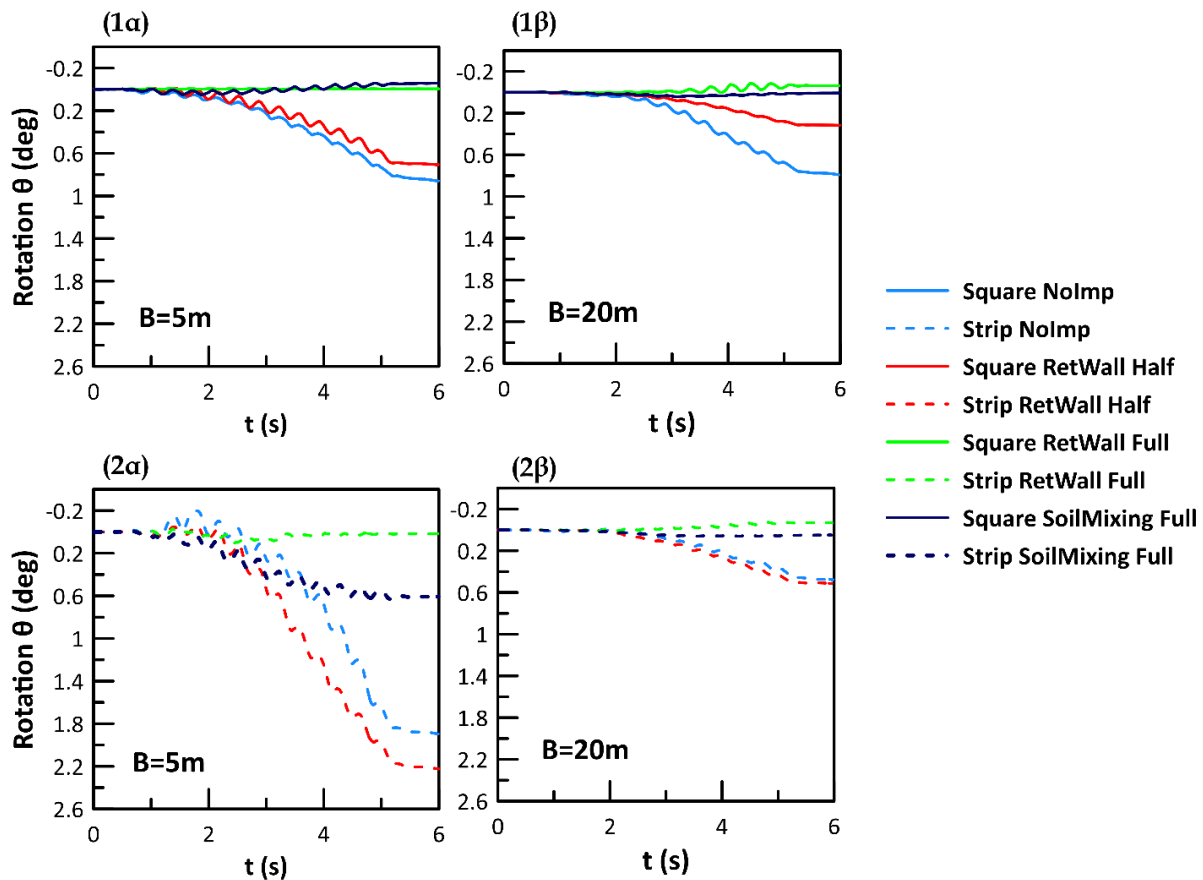 (1α)
-0.2
0.2
0.6
1
1.4
1.8
2.2
2.6
Rotation θ (deg)
B=5m
0 2 4 6
t (s)
(1β)
-0.2
0.2
0.6
1
1.4
1.8
2.2
2.6
B=20m
0 2 4 6
t (s)
(2α)
-0.2
0.2
0.6
1
1.4
1.8
2.2
2.6
Rotation θ (deg)
B=5m
0 2 4 6
t (s)
(2β)
-0.2
0.2
0.6
1
1.4
1.8
2.2
2.6
B=20m
0 2 4 6
t (s)
Square NoImp
Strip NoImp
Square RetWall Half
Strip RetWall Half
Square RetWall Full
Strip RetWall Full
Square SoilMixing Full
Strip SoilMixing Full